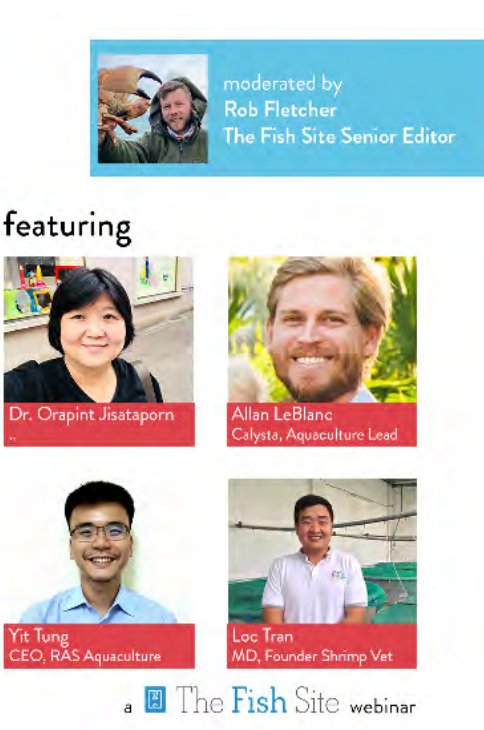 moderated by
Rob Fletcher
The Fish Site Senior Editor
featuring
Dr. Orapint Jisataporn
..
Allan LeBlanc
Calysta, Aquaculture Lead
Yit Tung
CEO, RAS Aquaculture
Loc Tran
MD, Founder Shrimp Vet
a The Fish Site webinar